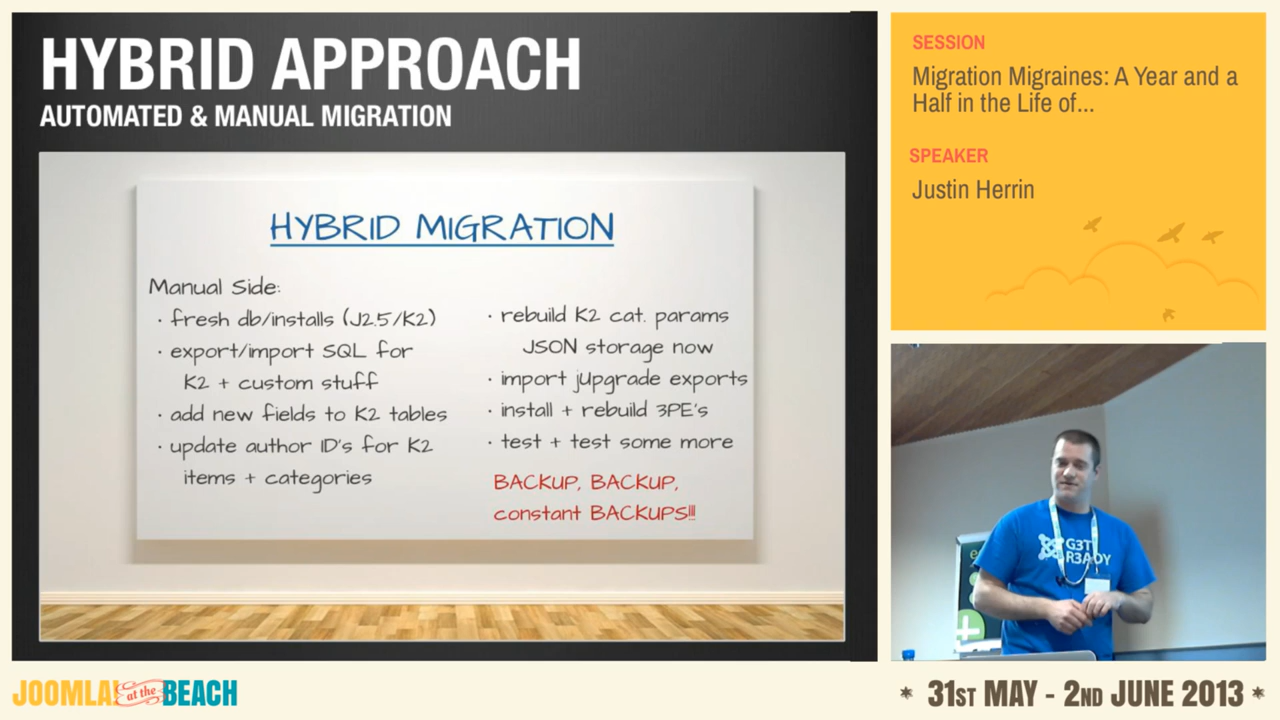 HYBRID APPROACH
AUTOMATED & MANUAL MIGRATION
HYBRID MIGRATION
Manual Side:
· fresh db/installs (J2.5/K2)
· export/import SQL for
K2 + custom stuff
· add new fields to K2 tables
· update author ID's for K2
items + categories
· rebuild K2 cat. params
JSON storage now
· import jUpgrade exports
· install + rebuild 3PE's
· test + test some more
BACKUP, BACKUP,
constant BACKUPS!!!
SESSION
Migration Migraines: A Year and a
Half in the Life of...
SPEAKER
Justin Herrin
G3T
R3ADY
JOOMLA! at the BEACH
* 31ST MAY - 2ND JUNE 2013 *